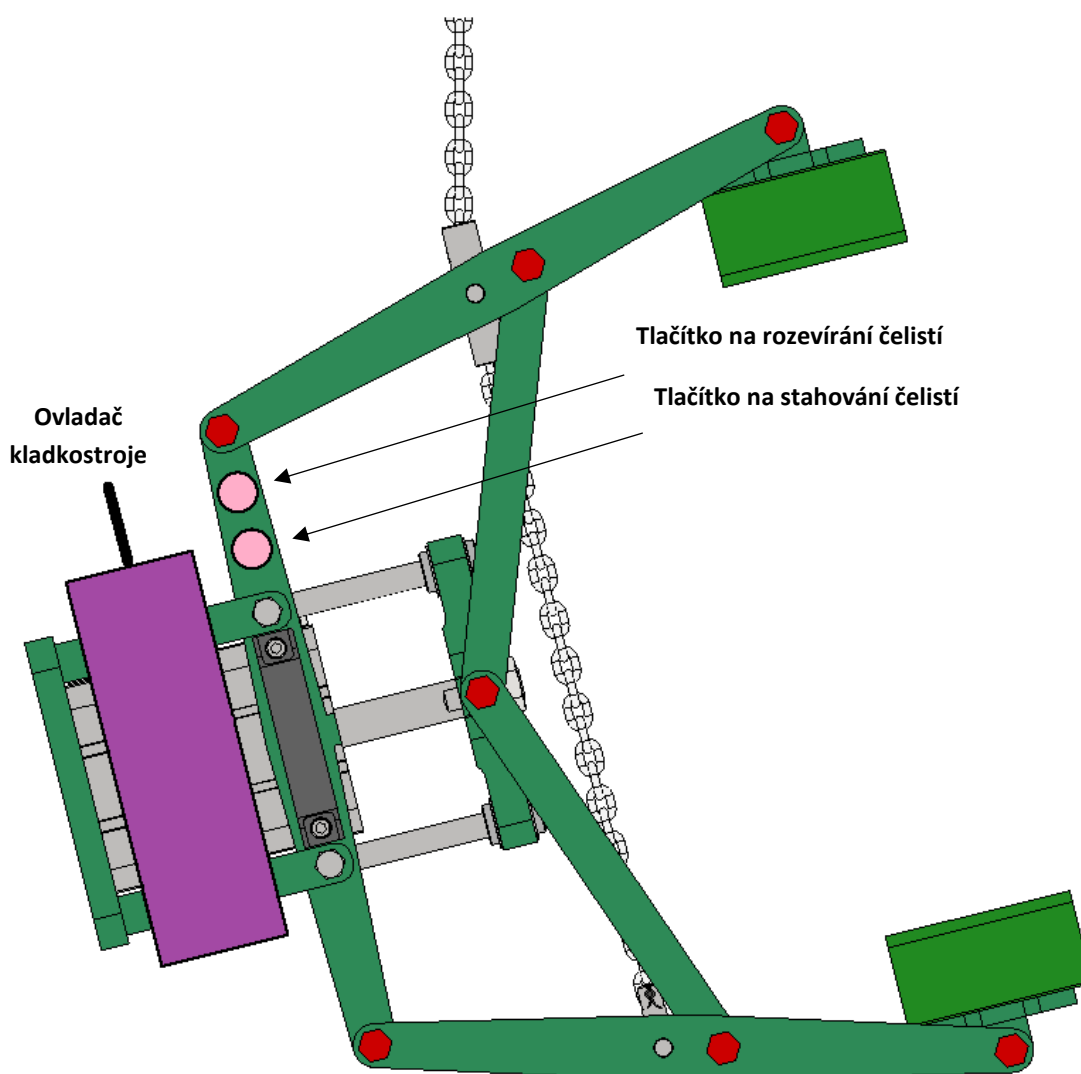 Tlačítko na rozevírání čelistí
Tlačítko na stahování čelistí
Ovladač
kladkostroje